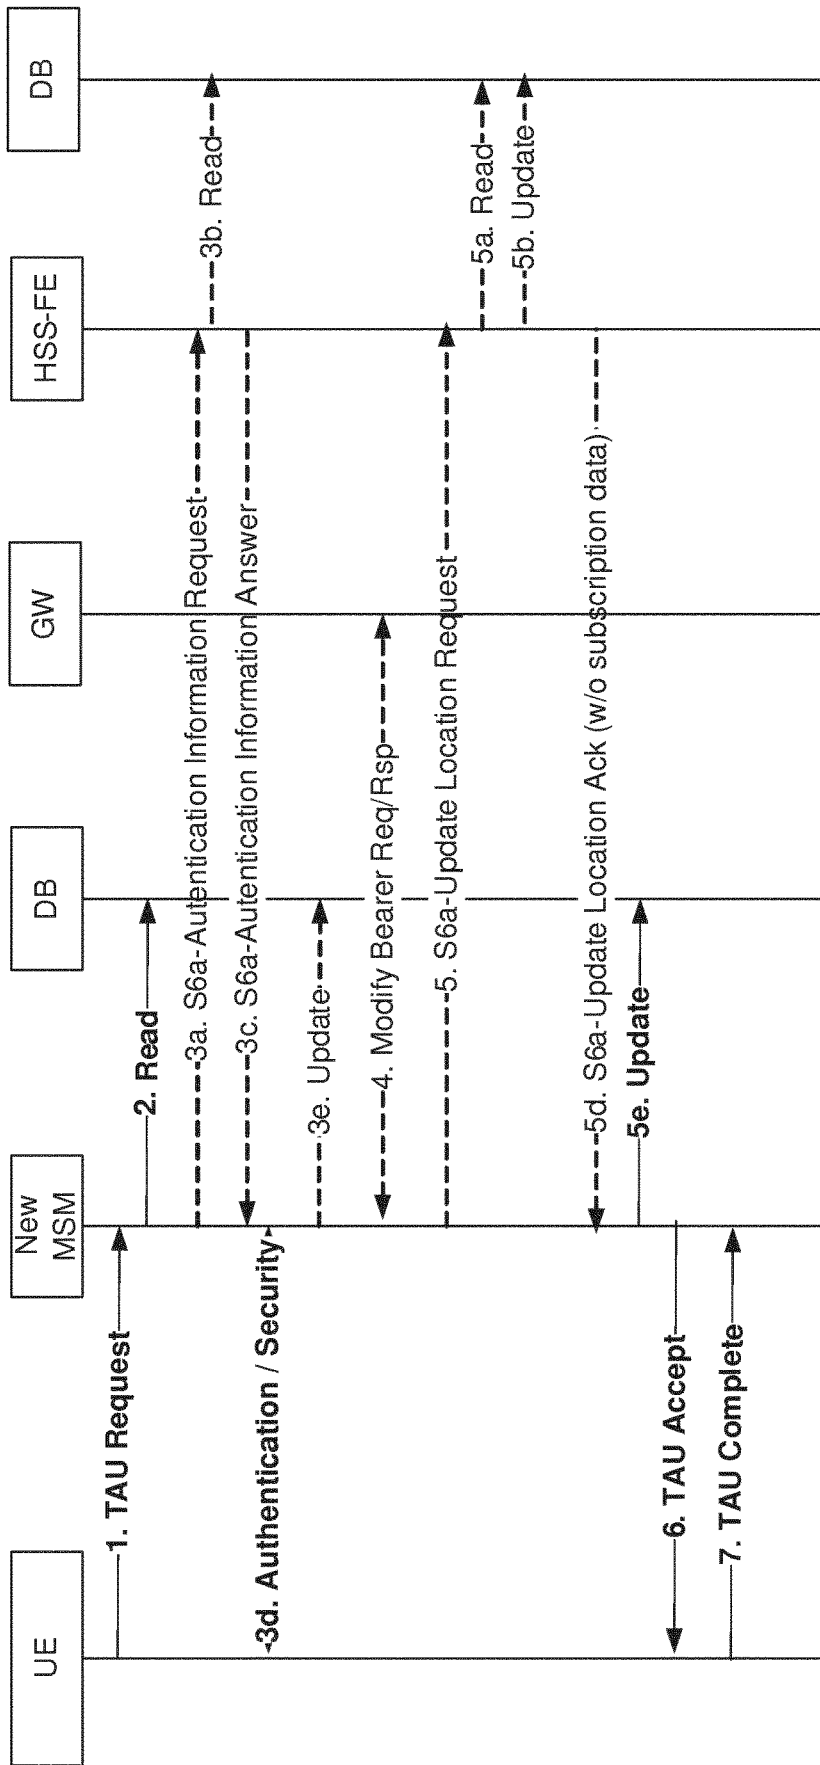 UE
New
MSM
DB
GW
HSS-FE
DB
1. TAU Request
2. Read
3a. S6a-Autentication Information Request
3b. Read
3c. S6a-Autentication Information Answer
3d. Authentication / Security
3e. Update
4. Modify Bearer Req/Rsp
5. S6a-Update Location Request
5a. Read
5b. Update
5d. S6a-Update Location Ack (w/o subscription data)
5e. Update
6. TAU Accept
7. TAU Complete